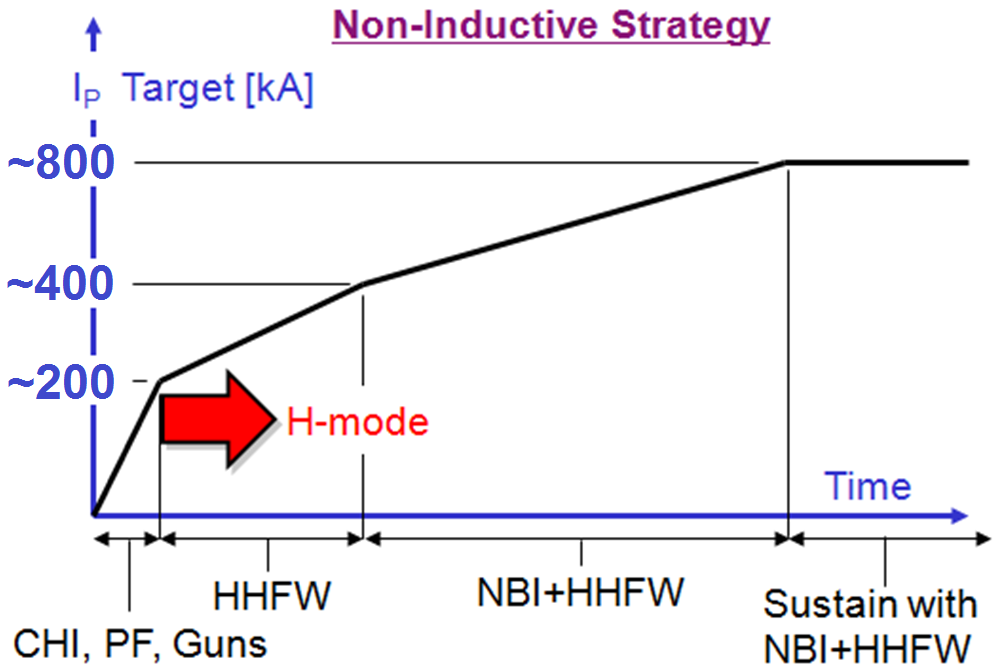 Non-Inductive Strategy
IP Target [kA]
~800
~400
~200
H-mode
Time
HHFW
NBI+HHFW
Sustain with
NBI+HHFW
CHI, PF, Guns